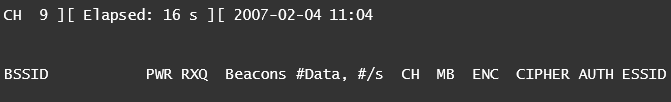 CH  9 ][ Elapsed: 16 s ][ 2007-02-04 11:04
BSSID              PWR RXQ  Beacons #Data, #/s  CH  MB  ENC  CIPHER AUTH ESSID